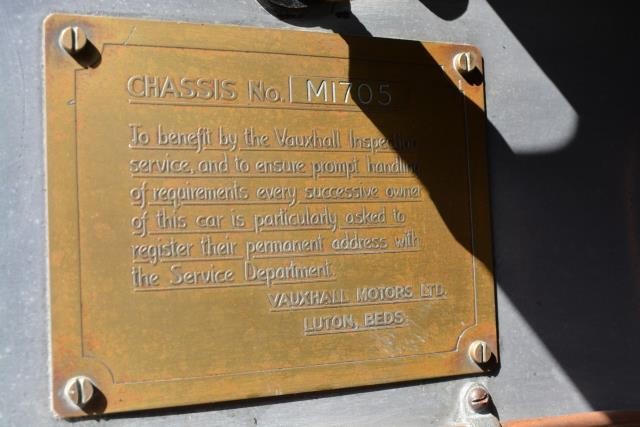 CHASSIS No. M1705
To benefit by the Vauxhall Inspection
service, and to ensure prompt handling
of requirements every successive owner
of this car is particularly asked to
register their permanent address with
the Service Department.
VAUXHALL MOTORS LTD.
LUTON, BEDS.